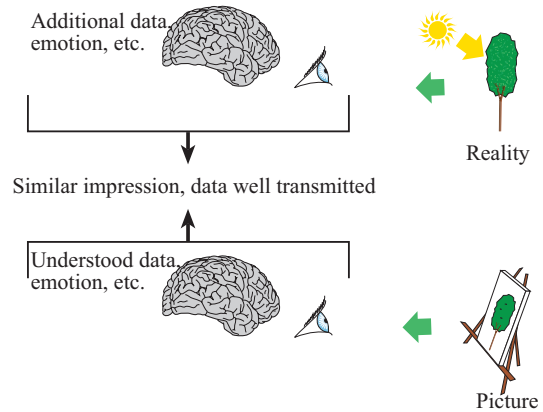 Additional data,
emotion, etc.
Reality
Similar impression, data well transmitted
Understood data,
emotion, etc.
Picture